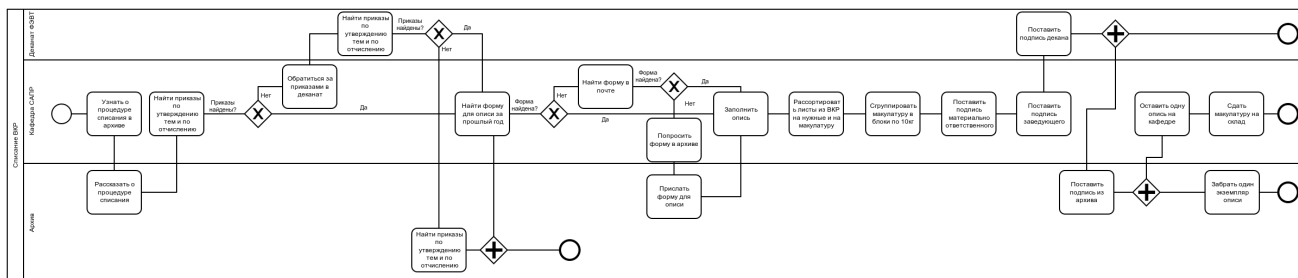 Списание ВКР
Деканат ФЭВТ
Кафедра САПР
Архив
Узнать о
процедуре
списания в
архиве
Рассказать о
процедуре
списания
Найти приказы
по
утверждению
тем и по
отчислению
Приказы
найдены?
Нет
Да
Обратиться за
приказами в
деканат
Найти приказы
по
утверждению
тем и по
отчислению
Приказы
найдены?
Да
Нет
Найти приказы
по
утверждению
тем и по
отчислению
Найти форму
для описи за
прошлый год
Форма
найдена?
Нет
Да
Найти форму в
почте
Форма
найдена?
Да
Нет
Попросить
форму в архиве
Прислать
форму для
описи
Заполнить
опись
Рассортироват
ь листы из ВКР
на нужные и на
макулатуру
Сгруппировать
макулатуру в
блоки по 10кг
Поставить
подпись
материально
ответственного
Поставить
подпись
заведующего
Поставить
подпись декана
Поставить
подпись из
архива
Оставить одну
опись на
кафедре
Сдать
макулатуру на
склад
Забрать один
экземпляр
описи